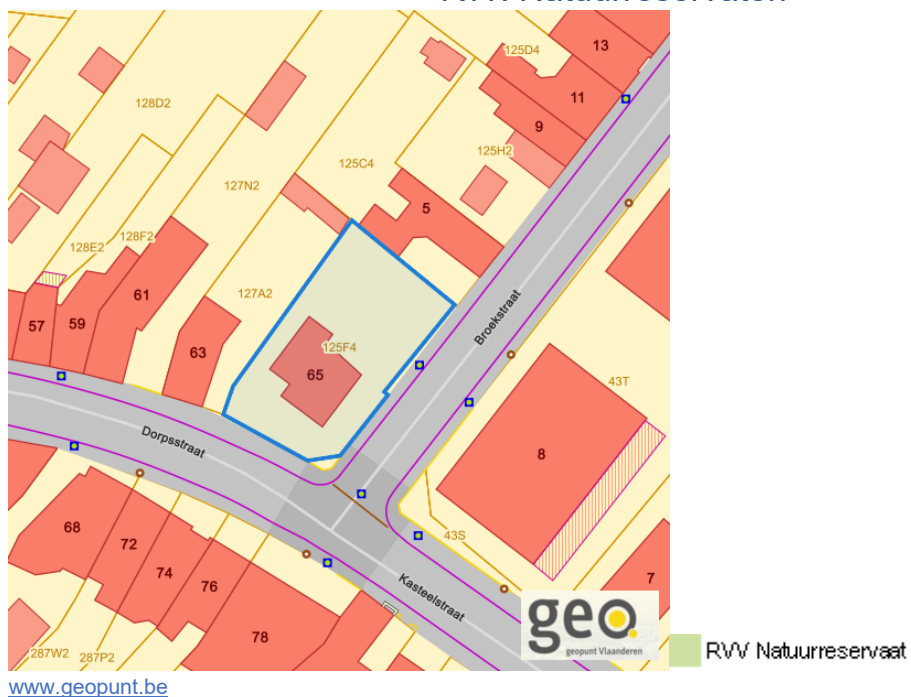 RVV Natuurreservaten
13
125D4
11
128D2
9
125H2
125C4
127N2
5
128F2
128E2
61
127A2
57
59
Broekstraat
63
125F4
65
43T
Dorpsstraat
8
68
72
43S
74
76
Kasteelstraat
7
78
287W2
287P2
geo
geopunt Vlaanderen
RVV Natuurreservaat
www.geopunt.be